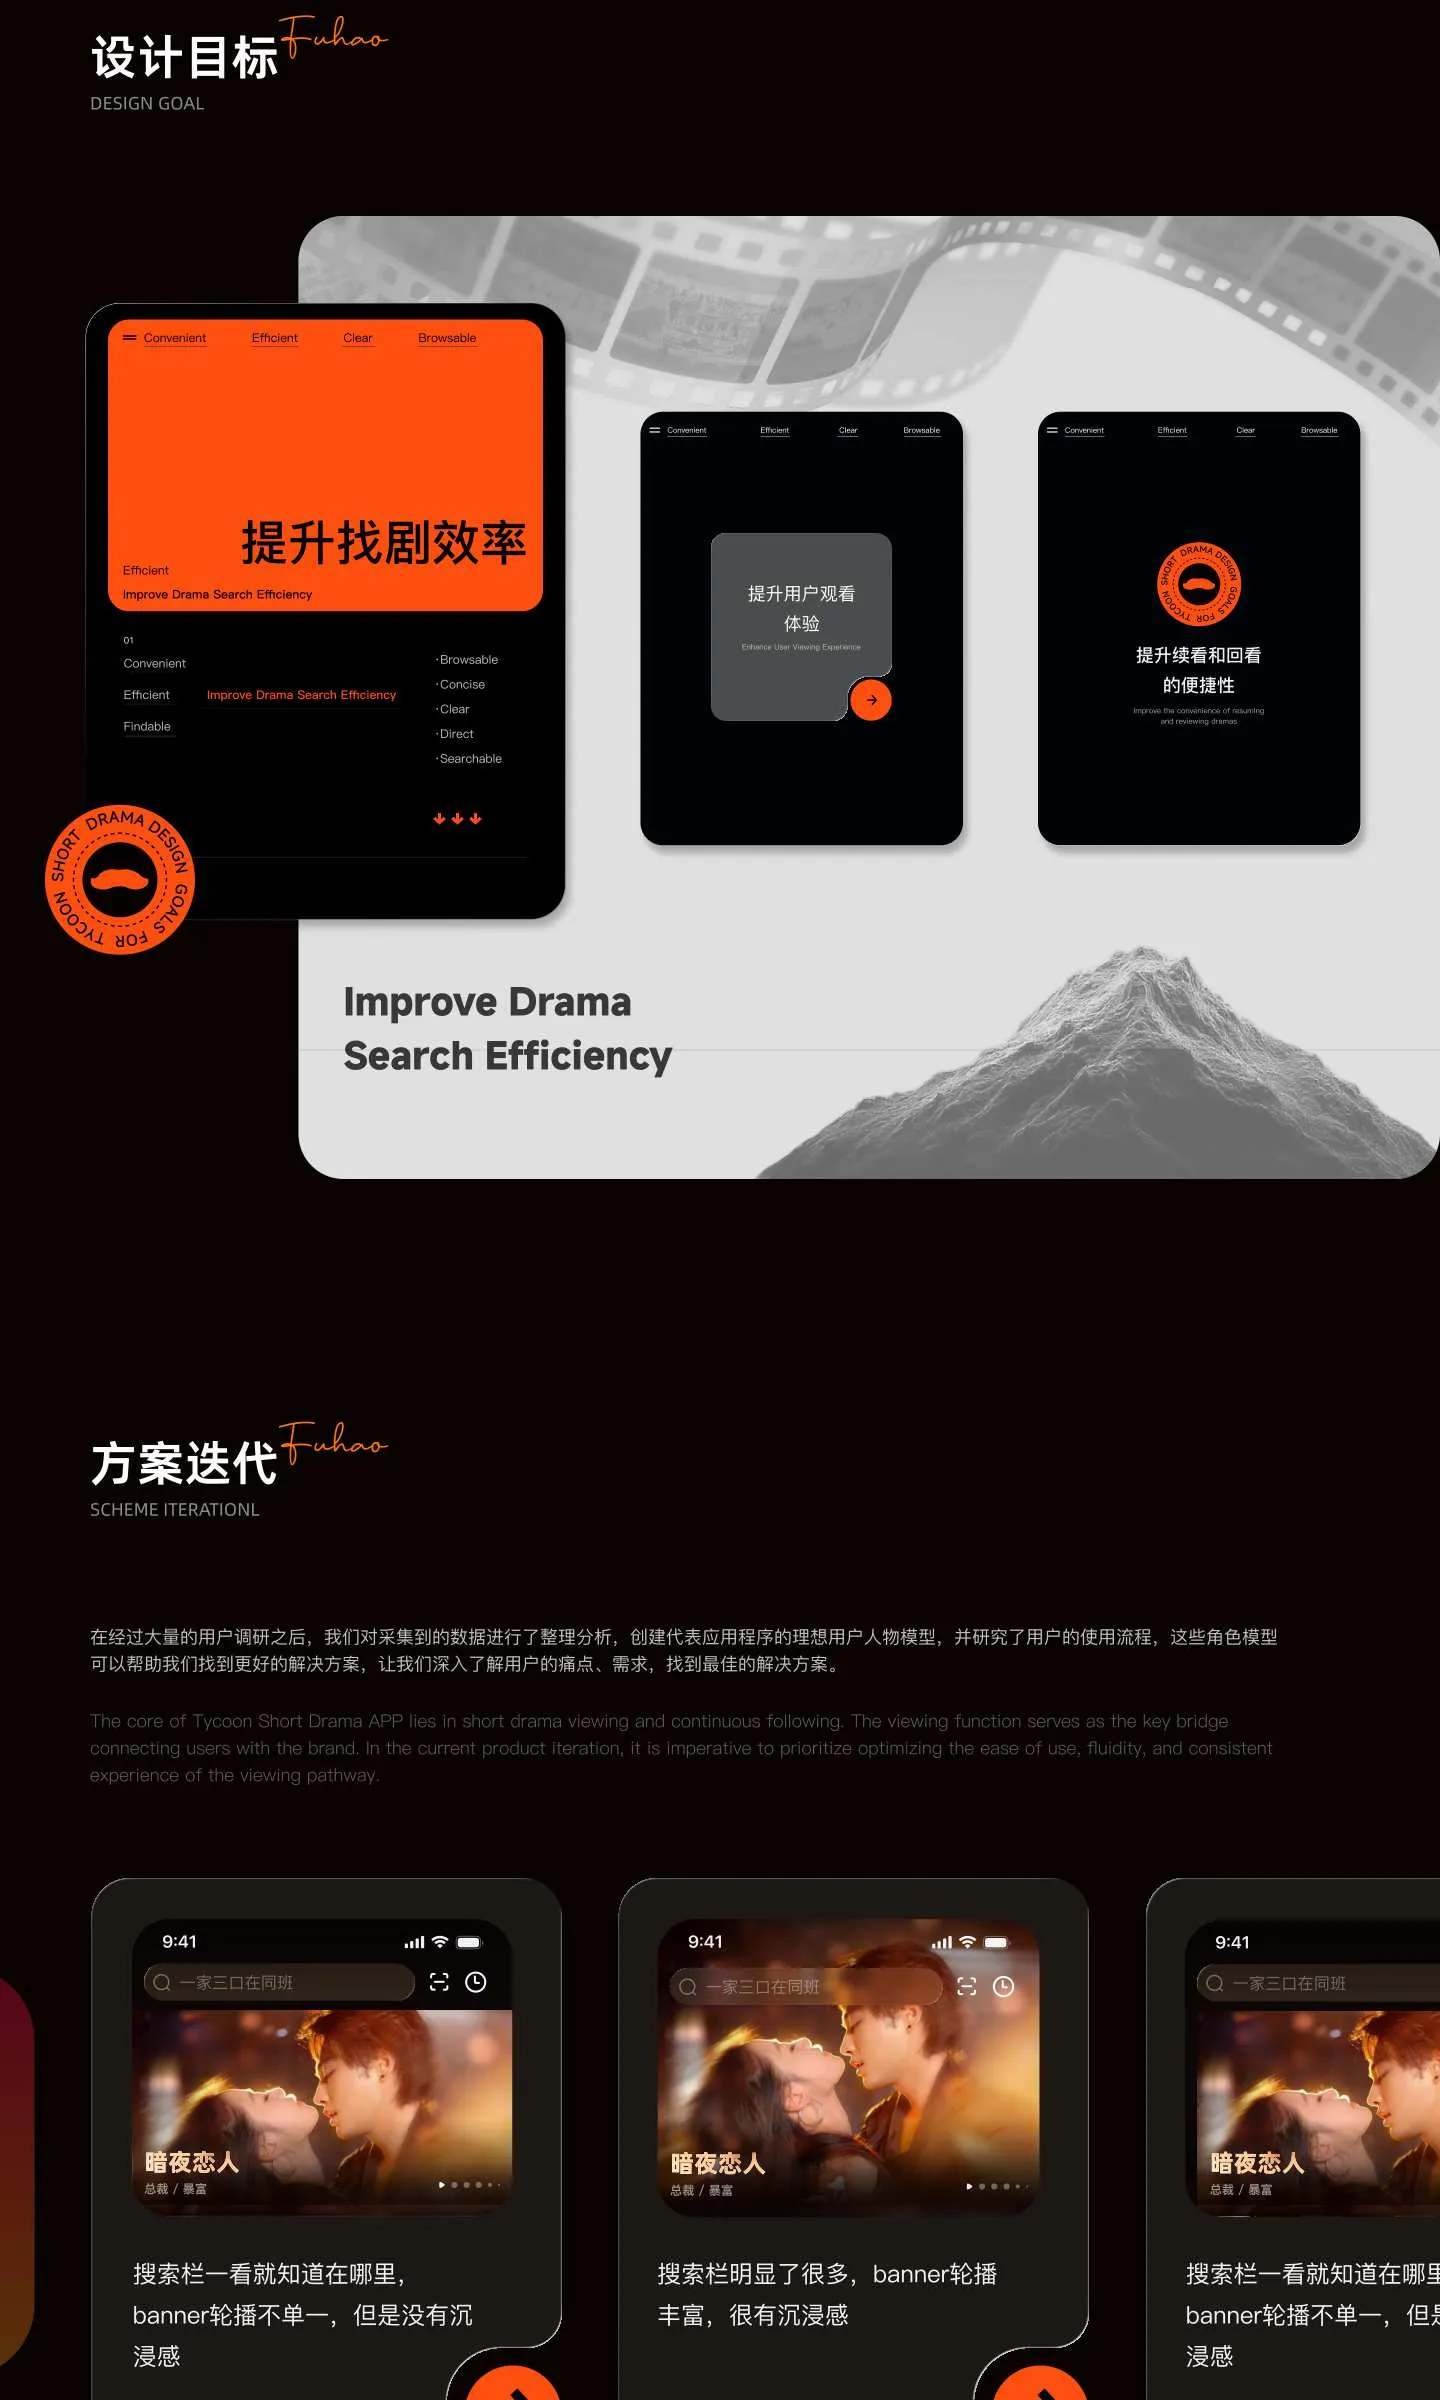 设计目标
Fuhao
DESIGN GOAL
Convenient
Efficient
Clear
Browsable
提升找剧效率
Efficient
Improve Drama Search Efficiency
01
Convenient
Efficient
Improve Drama Search Efficiency
Findable
·Browsable
·Concise
·Clear
·Direct
·Searchable
SHORT DRAMA DESIGN GOALS FOR TYCOON
Convenient
Efficient
Clear
Browsable
提升用户观看
体验
Enhance User Viewing Experience
Convenient
Efficient
Clear
Browsable
SHORT DRAMA DESIGN GOALS FOR TYCOON
提升续看和回看
的便捷性
Improve the convenience of resuming
and reviewing dramas
Improve Drama
Search Efficiency
方案迭代
Fuhao
SCHEME ITERATIONL
在经过大量的用户调研之后，我们对采集到的数据进行了整理分析，创建代表应用程序的理想用户人物模型，并研究了用户的使用流程，这些角色模型
可以帮助我们找到更好的解决方案，让我们深入了解用户的痛点、需求，找到最佳的解决方案。
The core of Tycoon Short Drama APP lies in short drama viewing and continuous following. The viewing function serves as the key bridge
connecting users with the brand. In the current product iteration, it is imperative to prioritize optimizing the ease of use, fluidity, and consistent
experience of the viewing pathway.
9:41
一家三口在同班
暗夜恋人
总裁 / 暴富
搜索栏一看就知道在哪里，
banner轮播不单一，但是没有沉
浸感
9:41
一家三口在同班
暗夜恋人
总裁 / 暴富
搜索栏明显了很多，banner轮播
丰富，很有沉浸感
9:41
一家三口在同班
暗夜恋人
总裁 / 暴富
搜索栏一看就知道在哪里
banner轮播不单一，但是
浸感